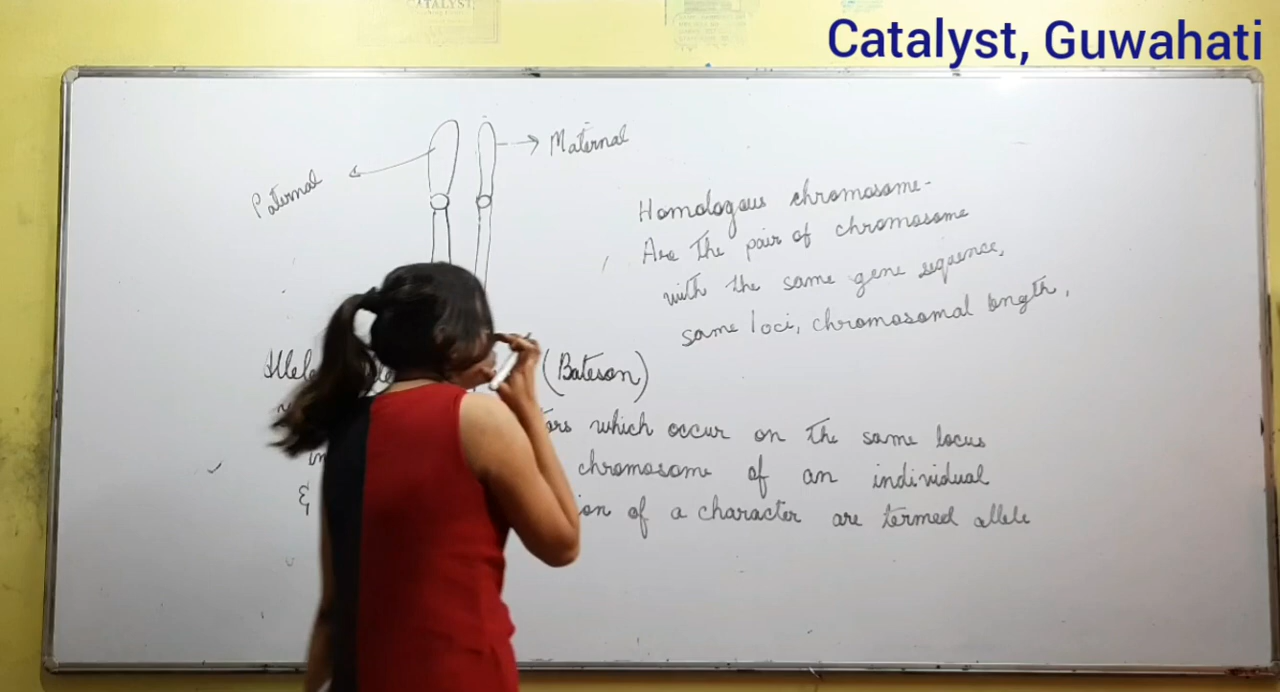 CATALYST
Catalyst, Guwahati
Maternal
Paternal
Homologous chromosome-
Are the pair of chromosome
with the same gene sequence,
same loci, chromosomal length,
(Bateson)
which occur on the same locus
chromosome of an individual
& of a character are termed allele